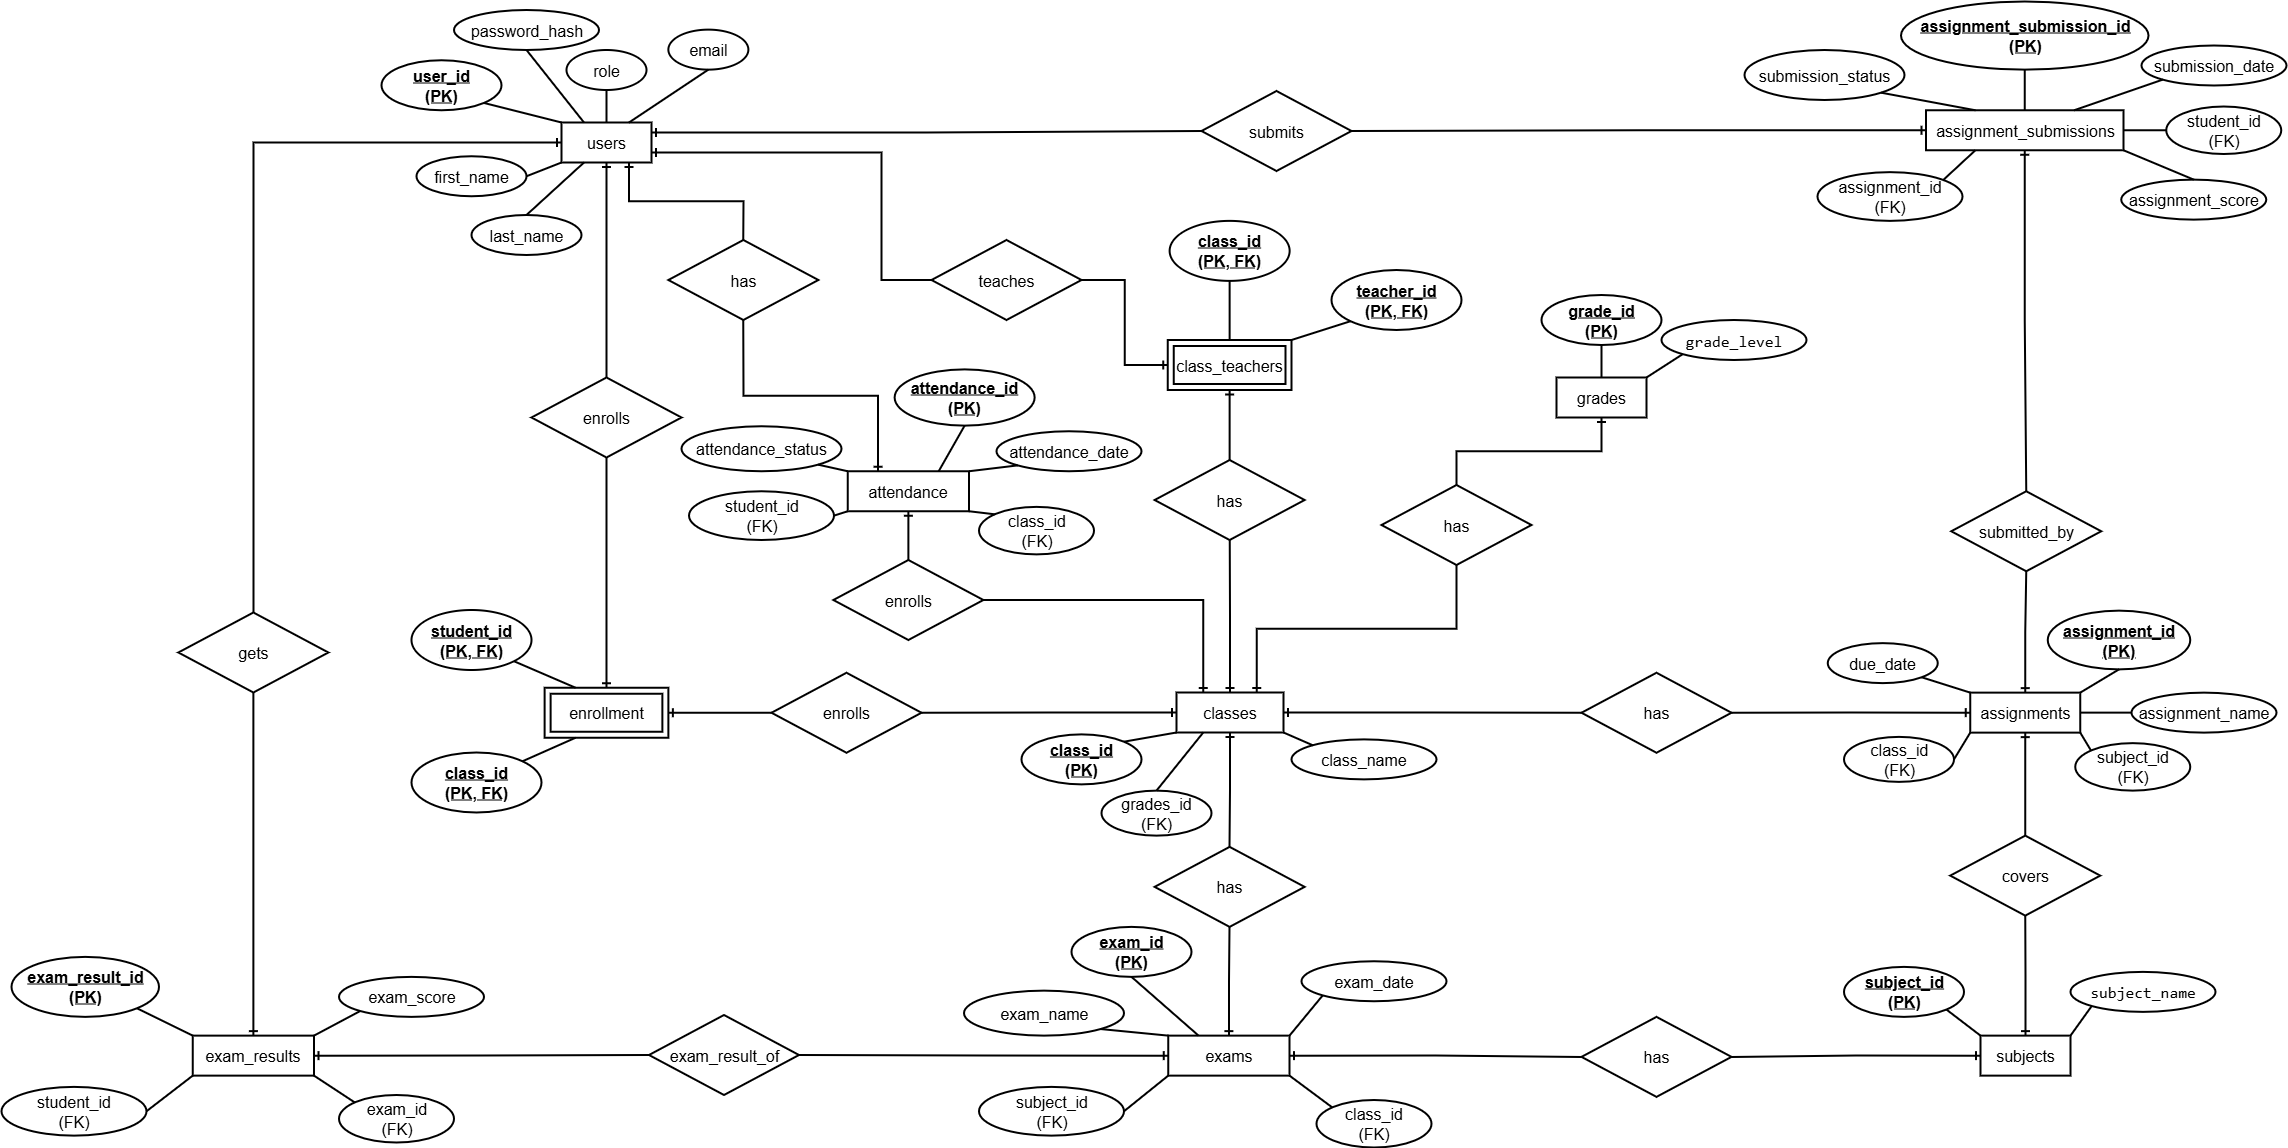 password_hash
email
role
user_id
(PK)
users
first_name
last_name
submits
assignment_submission_id
(PK)
submission_status
submission_date
assignment_submissions
student_id
(FK)
assignment_id
(FK)
assignment_score
has
teaches
class_id
(PK, FK)
teacher_id
(PK, FK)
class_teachers
grade_id
(PK)
grade_level
grades
enrolls
attendance_id
(PK)
attendance_status
attendance_date
attendance
student_id
(FK)
class_id
(FK)
has
has
submitted_by
enrolls
gets
student_id
(PK, FK)
enrollment
class_id
(PK, FK)
enrolls
classes
class_id
(PK)
class_name
grades_id
(FK)
has
due_date
assignment_id
(PK)
assignments
assignment_name
class_id
(FK)
subject_id
(FK)
has
covers
exam_result_id
(PK)
exam_score
exam_results
student_id
(FK)
exam_id
(FK)
exam_result_of
exam_id
(PK)
exam_name
exam_date
exams
subject_id
(FK)
class_id
(FK)
has
subject_id
(PK)
subject_name
subjects